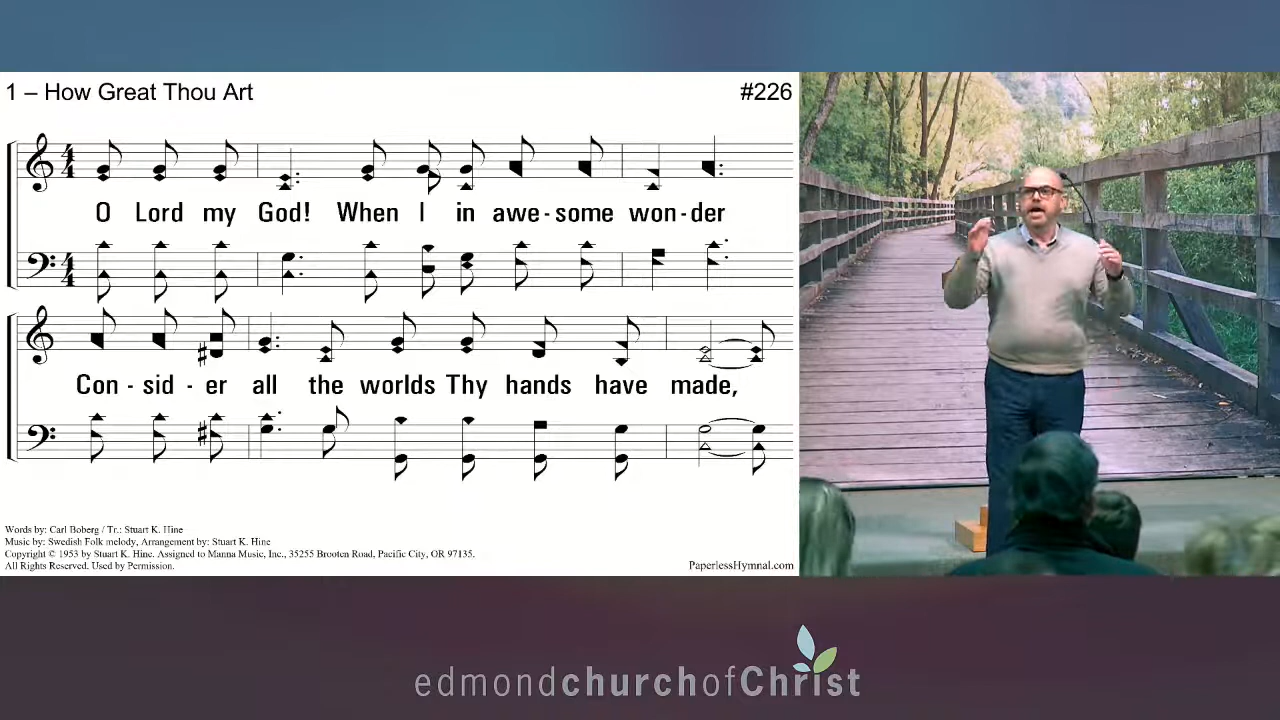 1 – How Great Thou Art
#226
O Lord my God! When I in awe - some won - der
Con - sid - er all the worlds Thy hands have made,
Words by: Carl Boberg / Tr.: Stuart K. Hine
Music by: Swedish Folk melody, Arrangement by: Stuart K. Hine
Copyright © 1953 by Stuart K. Hine. Assigned to Manna Music, Inc., 35255 Brooten Road, Pacific City, OR 97135.
All Rights Reserved. Used by Permission.
PaperlessHymnal.com
edmondchurchofChrist